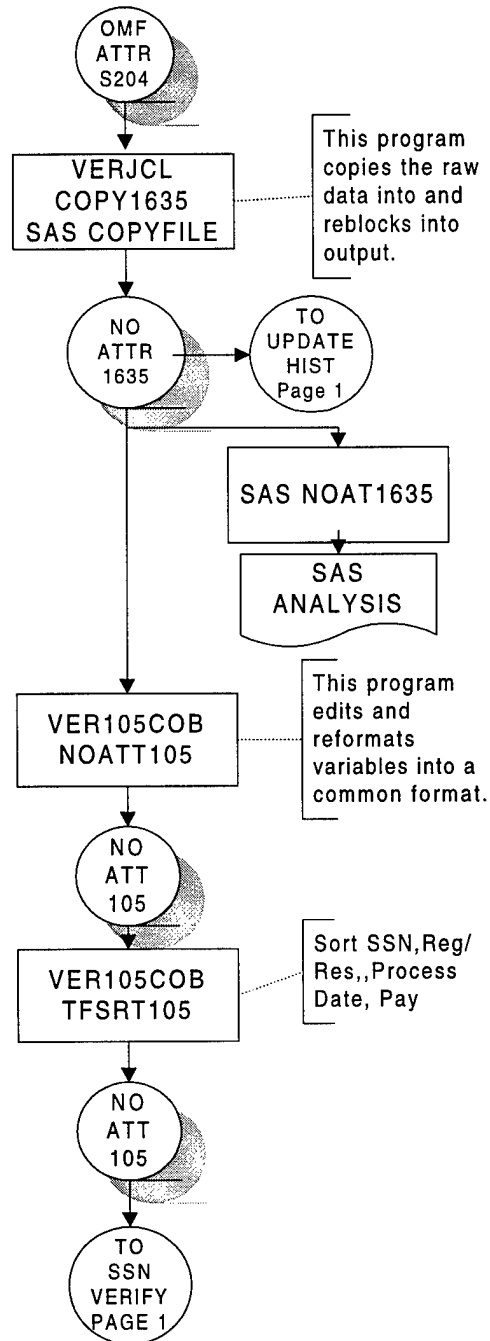 OMF
ATTR
S204
VERJCL
COPY1635
SAS COPYFILE
This program
copies the raw
data into and
reblocks into
output.
NO
ATTR
1635
TO
UPDATE
HIST
Page 1
SAS NOAT1635
SAS
ANALYSIS
VER105COB
NOATT105
This program
edits and
reformats
variables into a
common format.
NO
ATT
105
VER105COB
TFSRT105
Sort SSN,Reg/
Res,,Process
Date, Pay
NO
ATT
105
TO
SSN
VERIFY
PAGE 1